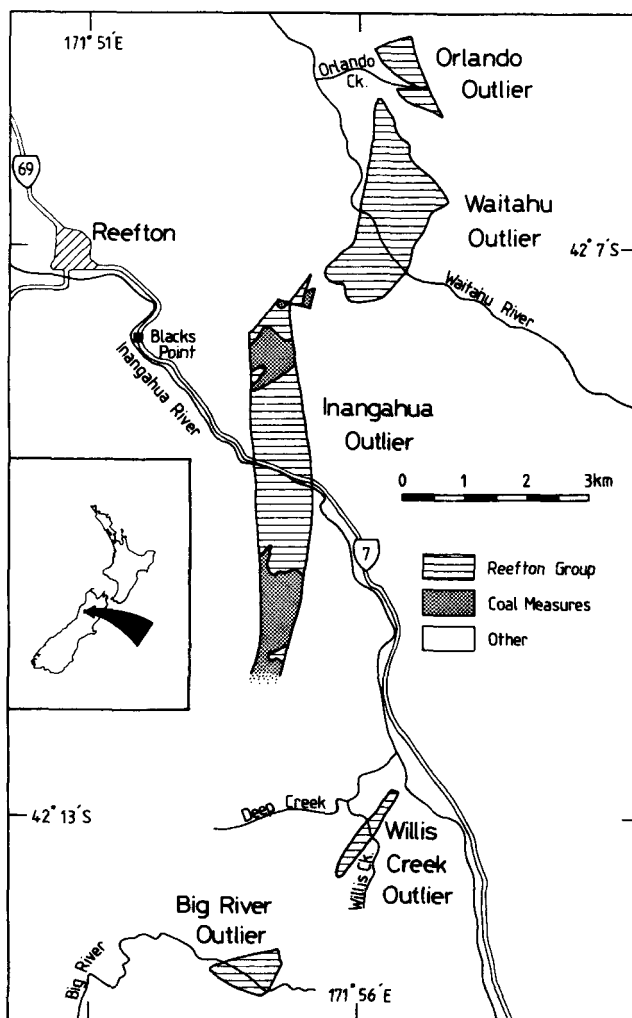 171 51'E
Orlando
Ck.
Orlando
Outlier
69
Reefton
Waitahu
Outlier
42° 7'S
Waitahu River
Blacks
Point
Inangahua River
Inangahua
Outlier
0 1 2 3km
7
Reefton Group
Coal Measures
Other
42° 13'S
Deep Creek
Willis
Creek
Outlier
Willis Ck.
Big River
Outlier
Big River
171° 56'E